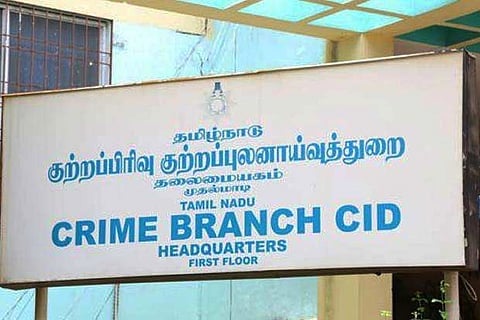 தமிழ்நாடு
குற்றப்பிரிவு குற்றப்புலனாய்வுத்துறை
தலைமையகம்
முதல்மாடி
TAMIL NADU
CRIME BRANCH CID
HEADQUARTERS
FIRST FLOOR